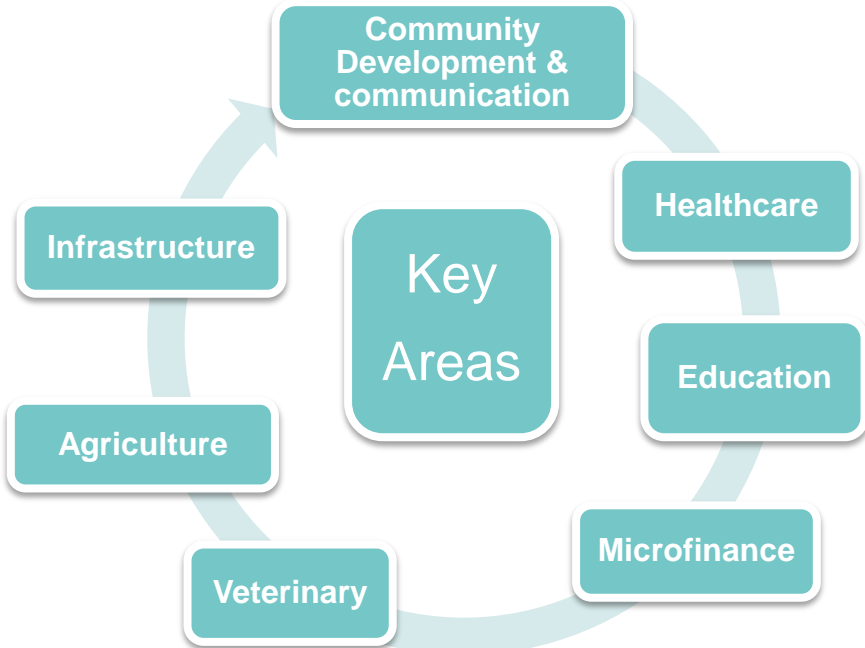 Community
Development &
communication
Healthcare
Infrastructure
Key
Areas
Education
Agriculture
Microfinance
Veterinary